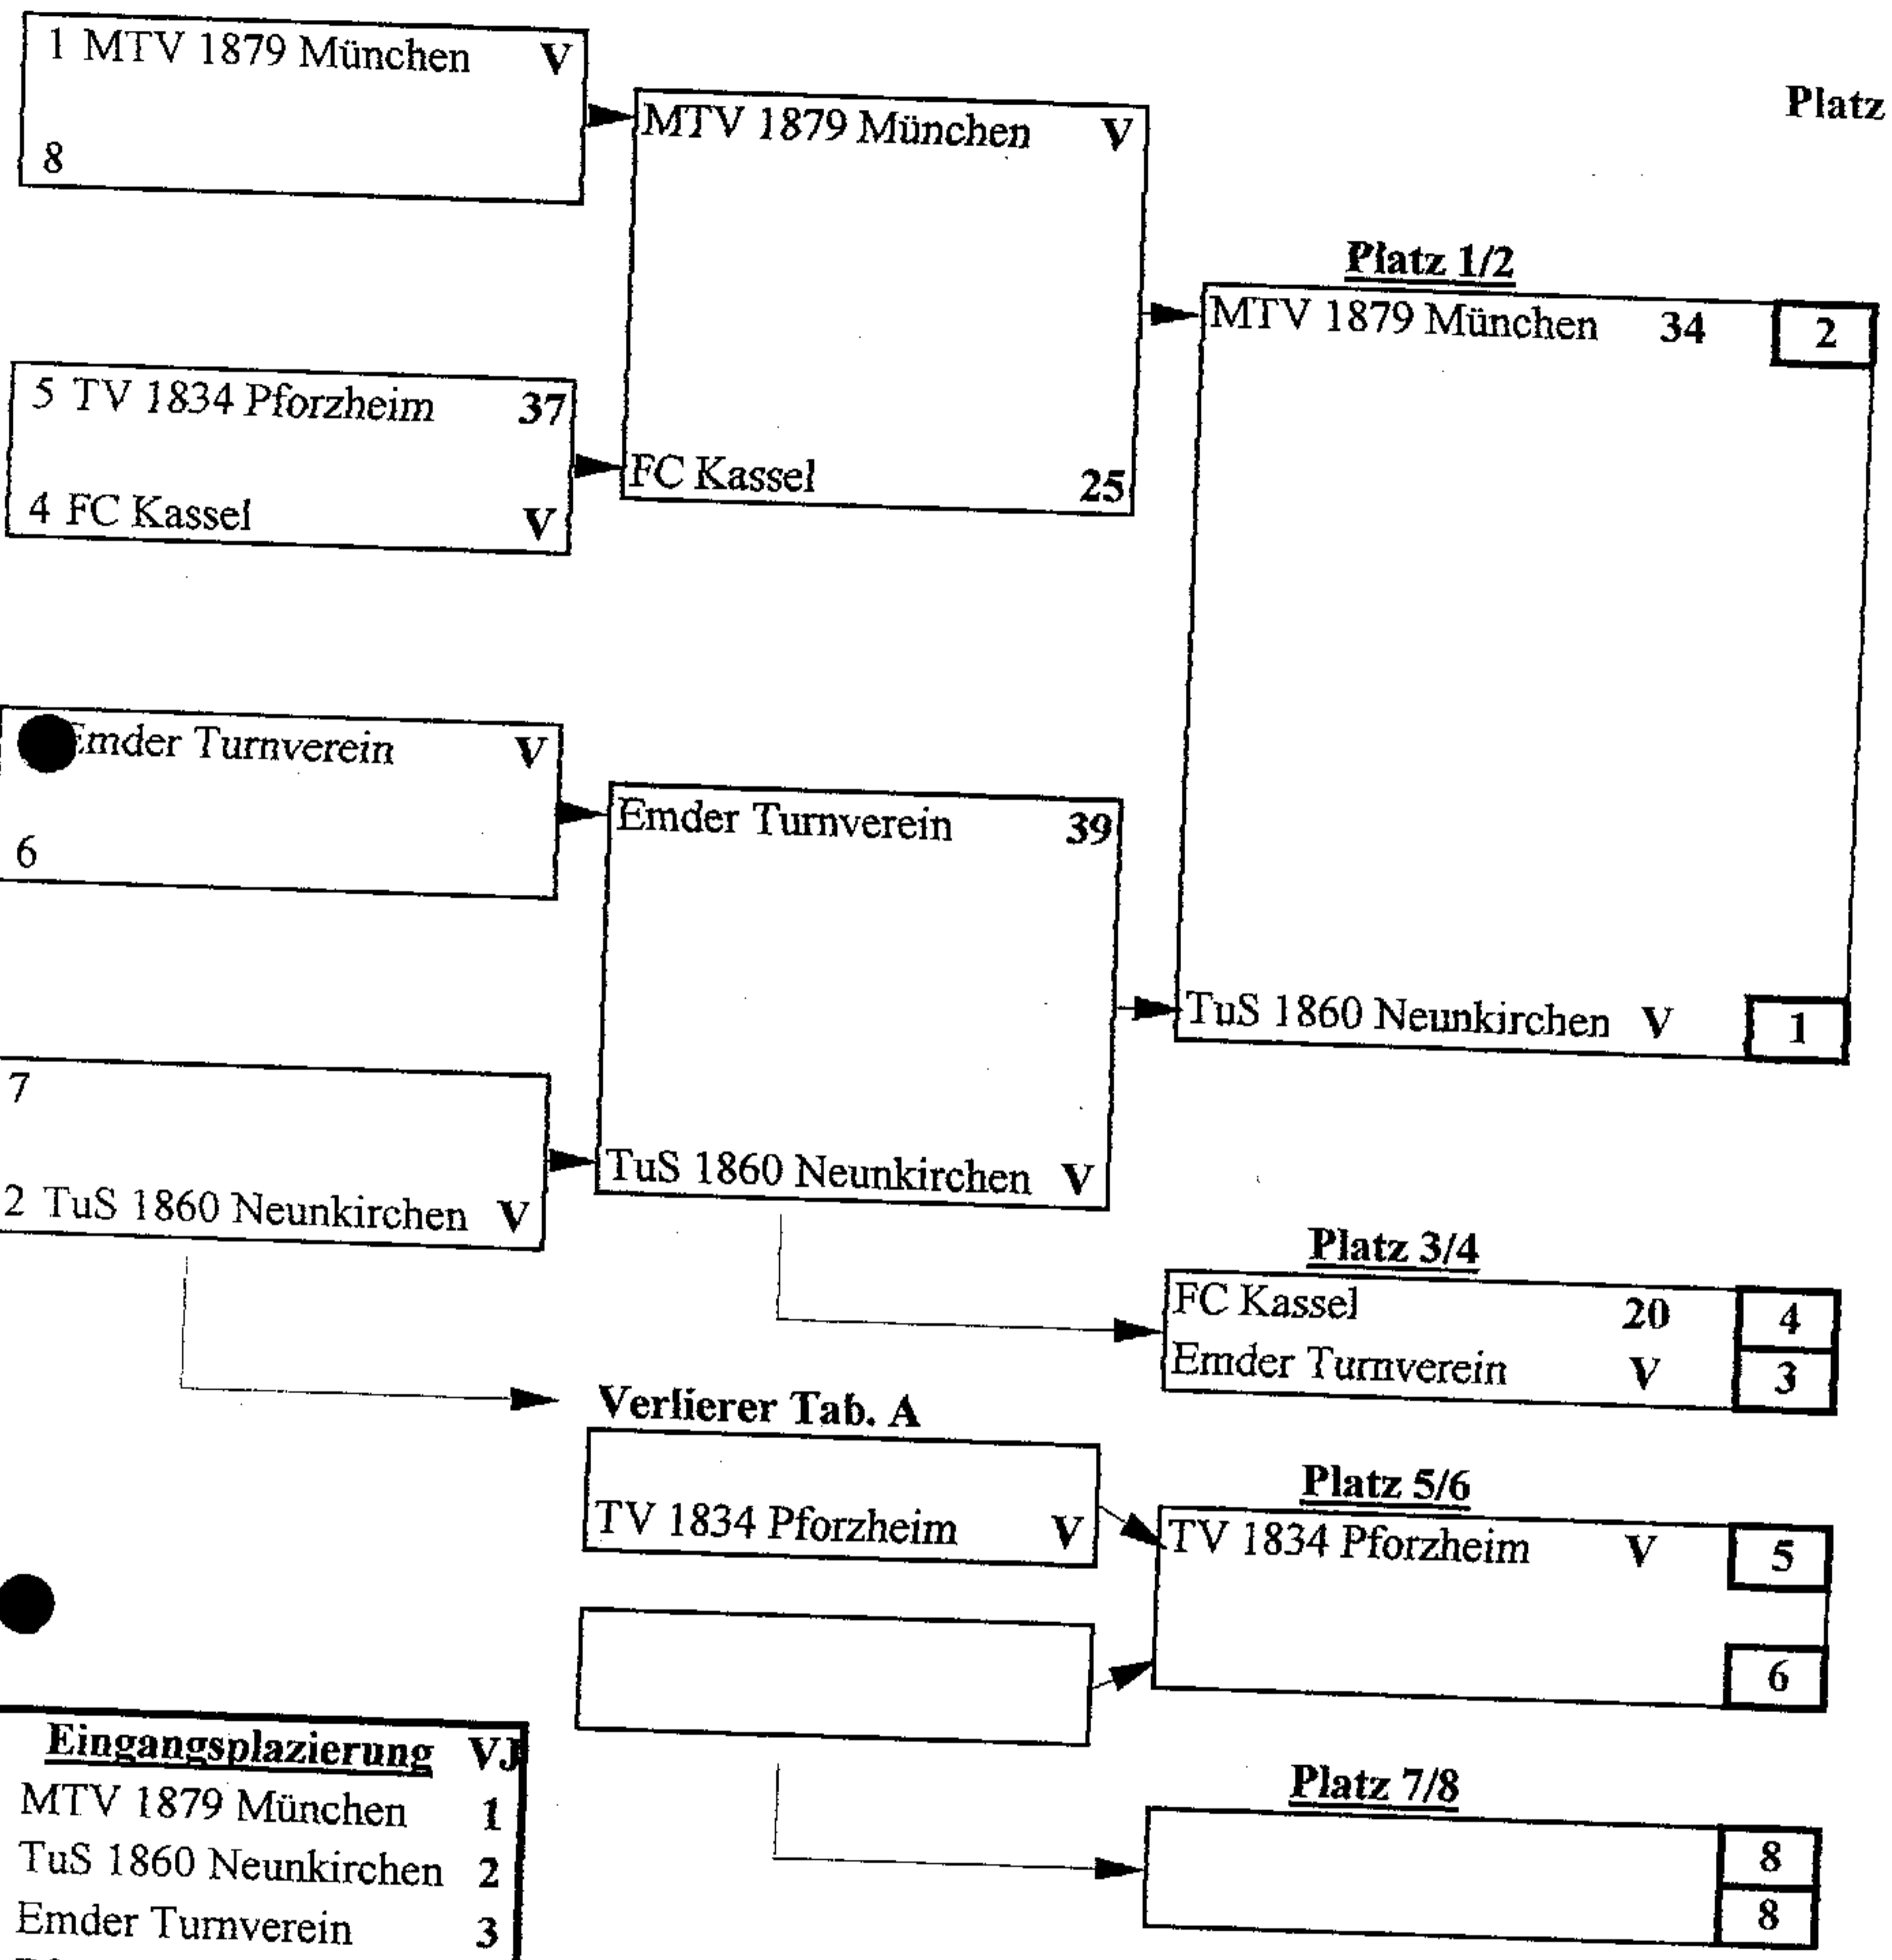 1 MTV 1879 München V
8
MTV 1879 München V
Platz
Platz 1/2
MTV 1879 München 34 2
5 TV 1834 Pforzheim 37
4 FC Kassel V
FC Kassel 25
Emder Turnverein V
6
Emder Turnverein 39
TuS 1860 Neunkirchen V 1
7
2 TuS 1860 Neunkirchen V
TuS 1860 Neunkirchen V
Platz 3/4
FC Kassel 20 4
Emder Turnverein V 3
Verlierer Tab. A
TV 1834 Pforzheim V
Platz 5/6
TV 1834 Pforzheim V 5
6
Eingangsplazierung VJ
MTV 1879 München 1
TuS 1860 Neunkirchen 2
Emder Turnverein 3
Platz 7/8
8
8